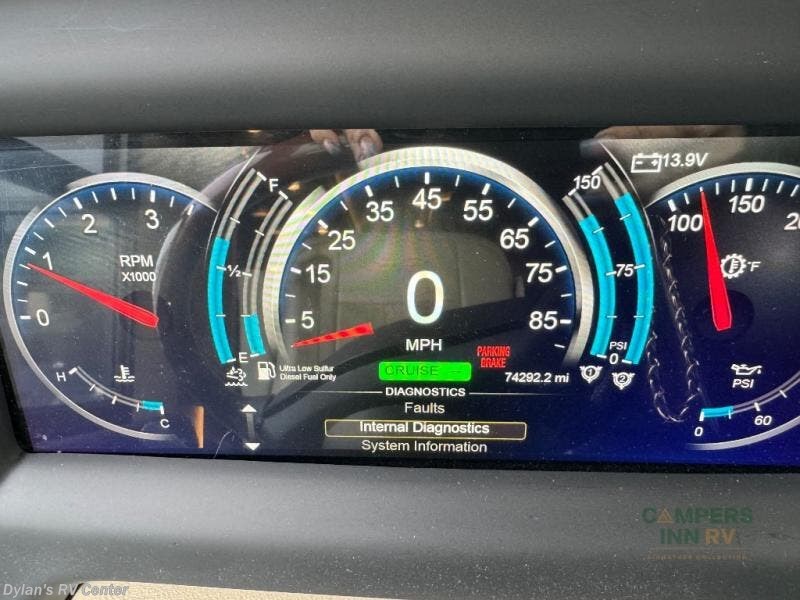 13.9V
F
150
45
35
55
2
3
100
150
25
65
1
RPM
X1000
½
15
0
75
75
°F
0
5
85
MPH
E
PSI
0
Ultra Low Sulfur
Diesel Fuel Only
PARKING
BRAKE
CRUISE --
74292.2 mi
1
2
H
C
PSI
0
60
DIAGNOSTICS
Faults
Internal Diagnostics
System Information
CAMPERS
INN RV
Dylan's RV Center